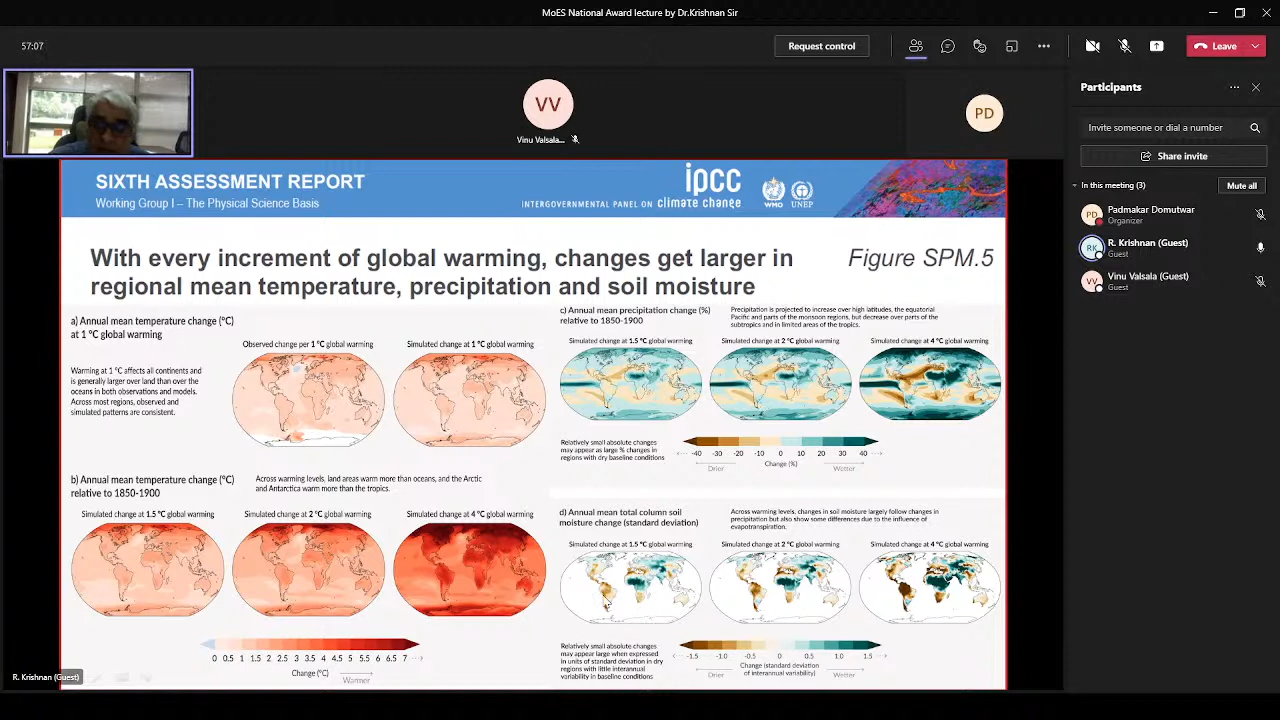 MoES National Award lecture by Dr.Krishnan Sir
57:07
Request control
Leave
VV
Vinu Valsala...
PD
Participants
Invite someone or dial a number
Share invite
In this meeting (3)
Mute all
PD
Padmakar Domutwar
Organizer
RK
R. Krishnan (Guest)
Guest
VV
Vinu Valsala (Guest)
Guest
SIXTH ASSESSMENT REPORT
Working Group I – The Physical Science Basis
ipcc
INTERGOVERNMENTAL PANEL ON climate change
WMO
UNEP
With every increment of global warming, changes get larger in
regional mean temperature, precipitation and soil moisture
Figure SPM.5
a) Annual mean temperature change (°C)
at 1 °C global warming
Warming at 1 °C affects all continents and
is generally larger over land than over the
oceans in both observations and models.
Across most regions, observed and
simulated patterns are consistent.
Observed change per 1 °C global warming
Simulated change at 1 °C global warming
b) Annual mean temperature change (°C)
relative to 1850-1900
Across warming levels, land areas warm more than oceans, and the Arctic
and Antarctica warm more than the tropics.
Simulated change at 1.5 °C global warming
Simulated change at 2 °C global warming
Simulated change at 4 °C global warming
0 0.5 1 1.5 2 2.5 3 3.5 4 4.5 5 5.5 6 6.5 7
Change (°C)
Warmer
c) Annual mean precipitation change (%)
relative to 1850-1900
Precipitation is projected to increase over high latitudes, the equatorial
Pacific and parts of the monsoon regions, but decrease over parts of the
subtropics and in limited areas of the tropics.
Simulated change at 1.5 °C global warming
Simulated change at 2 °C global warming
Simulated change at 4 °C global warming
Relatively small absolute changes
may appear as large % changes in
regions with dry baseline conditions
-40 -30 -20 -10 0 10 20 30 40
Change (%)
Drier
Wetter
d) Annual mean total column soil
moisture change (standard deviation)
Across warming levels, changes in soil moisture largely follow changes in
precipitation but also show some differences due to the influence of
evapotranspiration.
Simulated change at 1.5 °C global warming
Simulated change at 2 °C global warming
Simulated change at 4 °C global warming
Relatively small absolute changes
may appear large when expressed
in units of standard deviation in dry
regions with little interannual
variability in baseline conditions
-1.5 -1.0 -0.5 0 0.5 1.0 1.5
Change (standard deviation
of interannual variability)
Drier
Wetter
R. Krishnan (Guest)